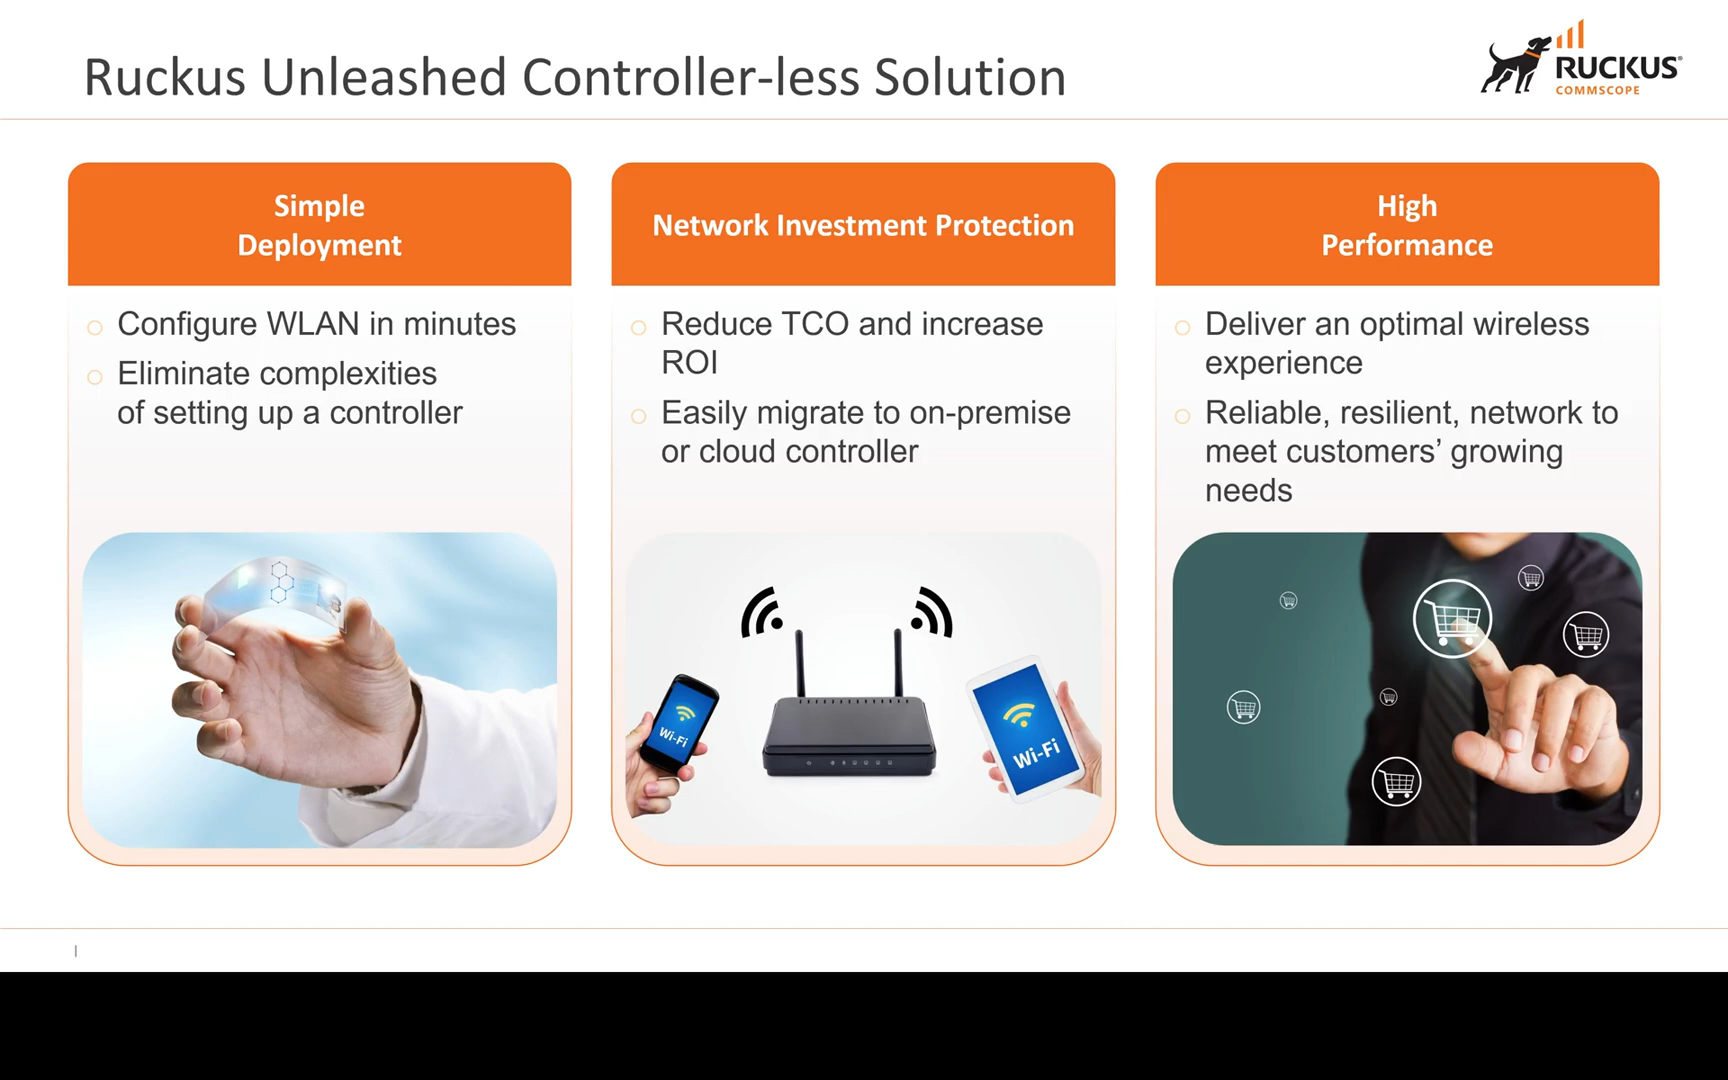 Ruckus Unleashed Controller-less Solution
RUCKUS®
COMMSCOPE
Simple
Deployment
○ Configure WLAN in minutes
○ Eliminate complexities
of setting up a controller
Network Investment Protection
○ Reduce TCO and increase
ROI
○ Easily migrate to on-premise
or cloud controller
Wi-Fi
Wi-Fi
High
Performance
○ Deliver an optimal wireless
experience
○ Reliable, resilient, network to
meet customers’ growing
needs
|